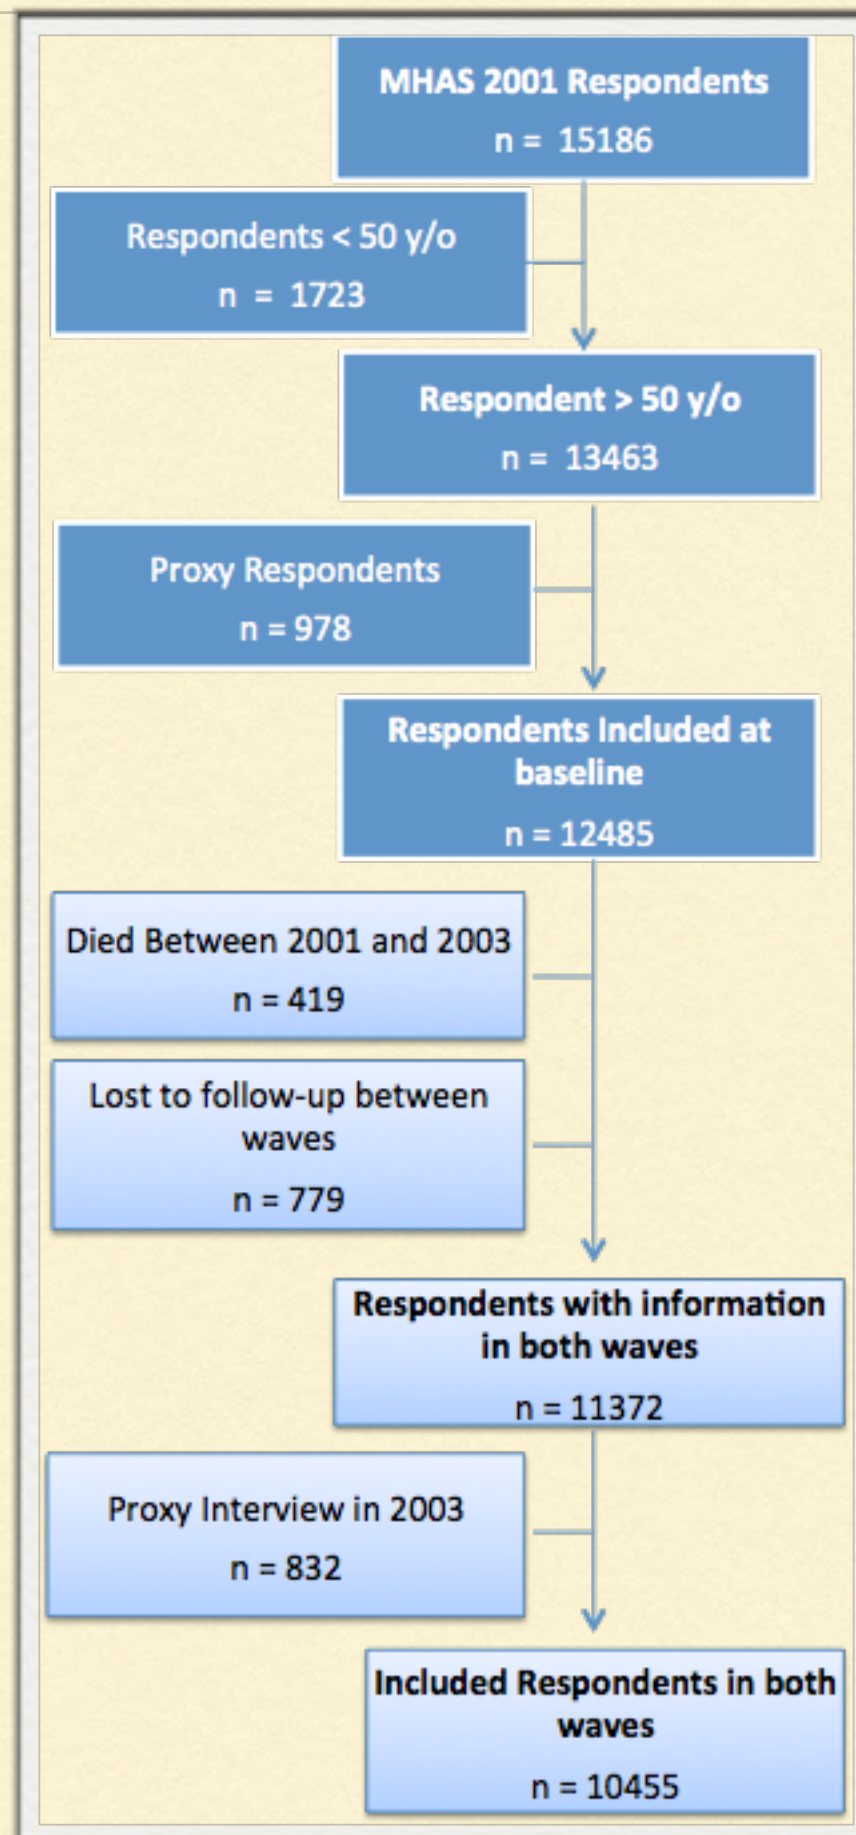 MHAS 2001 Respondents
n = 15186
Respondents < 50 y/o
n = 1723
Respondent > 50 y/o
n = 13463
Proxy Respondents
n = 978
Respondents Included at
baseline
n = 12485
Died Between 2001 and 2003
n = 419
Lost to follow-up between
waves
n = 779
Respondents with information
in both waves
n = 11372
Proxy Interview in 2003
n = 832
Included Respondents in both
waves
n = 10455